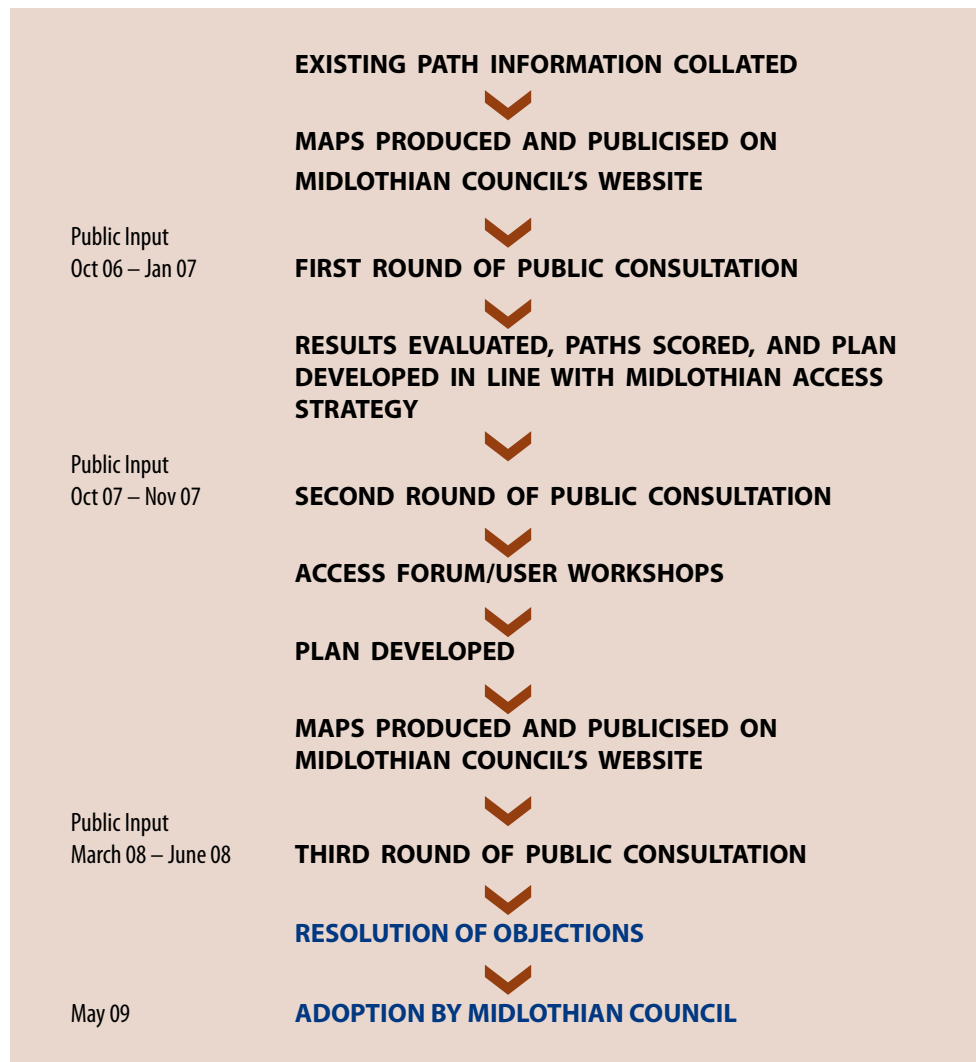 EXISTING PATH INFORMATION COLLATED
MAPS PRODUCED AND PUBLICISED ON
MIDLOTHIAN COUNCIL’S WEBSITE
Public Input
Oct 06 – Jan 07
FIRST ROUND OF PUBLIC CONSULTATION
RESULTS EVALUATED, PATHS SCORED, AND PLAN
DEVELOPED IN LINE WITH MIDLOTHIAN ACCESS
STRATEGY
Public Input
Oct 07 – Nov 07
SECOND ROUND OF PUBLIC CONSULTATION
ACCESS FORUM/USER WORKSHOPS
PLAN DEVELOPED
MAPS PRODUCED AND PUBLICISED ON
MIDLOTHIAN COUNCIL’S WEBSITE
Public Input
March 08 – June 08
THIRD ROUND OF PUBLIC CONSULTATION
RESOLUTION OF OBJECTIONS
May 09
ADOPTION BY MIDLOTHIAN COUNCIL